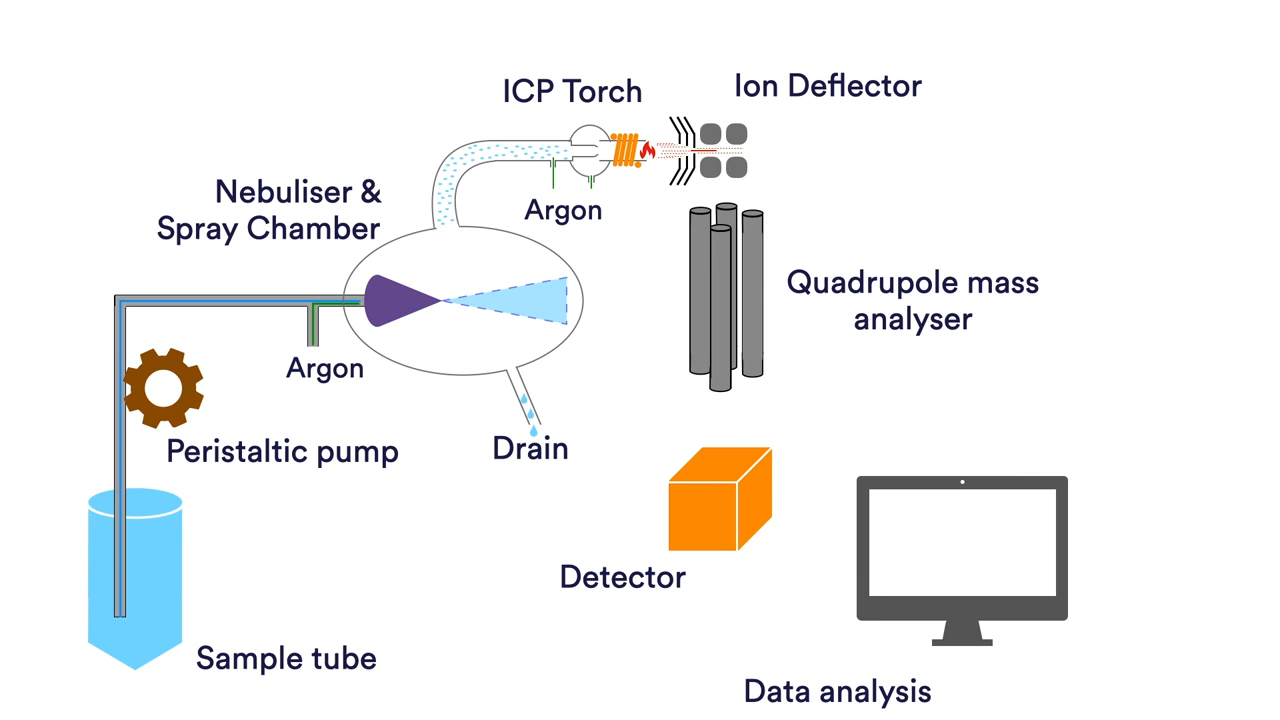 ICP Torch
Ion Deflector
Nebuliser &
Spray Chamber
Argon
Quadrupole mass
analyser
Argon
Peristaltic pump
Drain
Detector
Sample tube
Data analysis